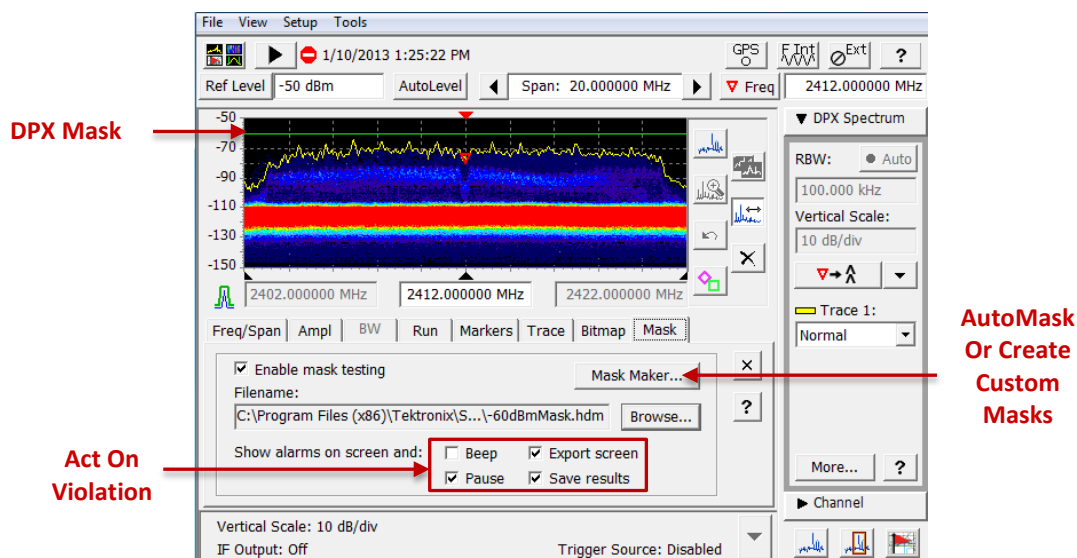 File View Setup Tools
1/10/2013 1:25:22 PM
GPS
F Int
Ext
?
Ref Level -50 dBm AutoLevel Span: 20.000000 MHz Freq 2412.000000 MHz
DPX Mask
-50
-70
-90
-110
-130
-150
2402.000000 MHz 2412.000000 MHz 2422.000000 MHz
DPX Spectrum
RBW: Auto
100.000 kHz
Vertical Scale:
10 dB/div
Trace 1:
Normal
More... ?
Channel
Freq/Span Ampl BW Run Markers Trace Bitmap Mask
Enable mask testing
Mask Maker...
Filename:
C:\Program Files (x86)\Tektronix\S...\-60dBmMask.hdm Browse...
?
Show alarms on screen and: Beep Export screen
Pause Save results
AutoMask
Or Create
Custom
Masks
Act On
Violation
Vertical Scale: 10 dB/div
IF Output: Off Trigger Source: Disabled